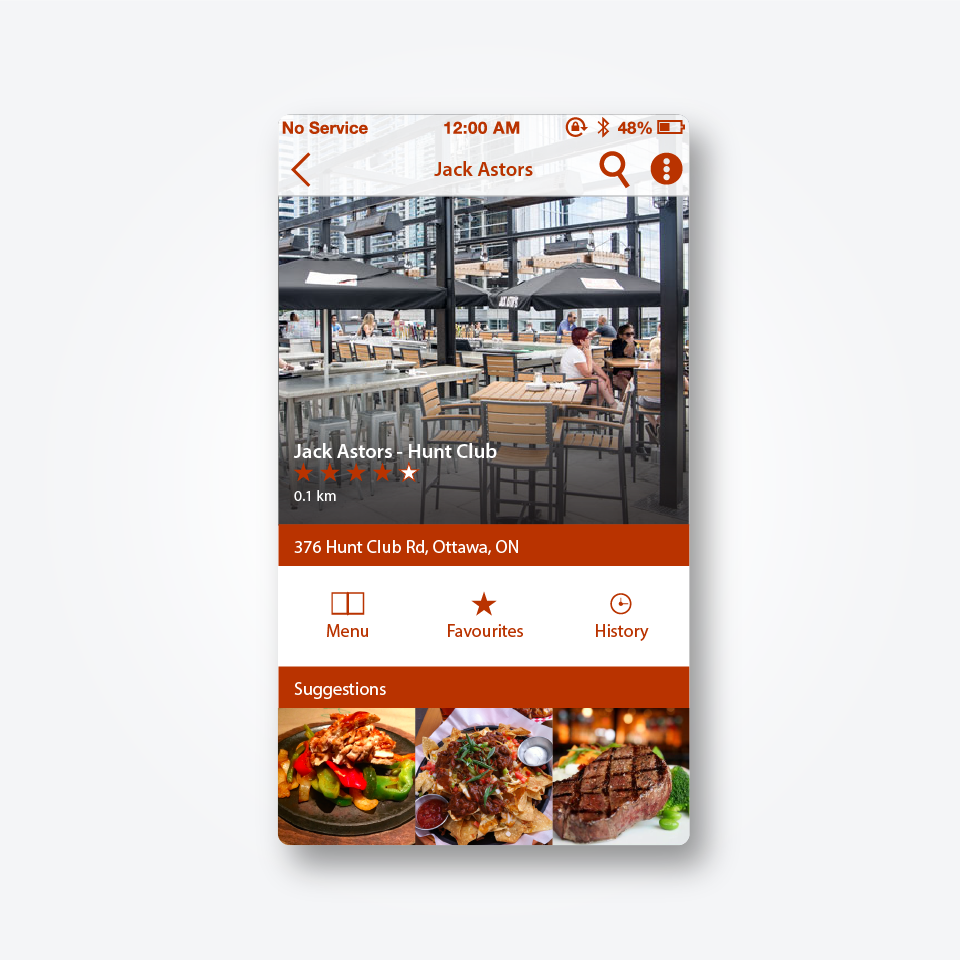 No Service 12:00 AM 48%
Jack Astors
Jack Astors - Hunt Club
0.1 km
376 Hunt Club Rd, Ottawa, ON
Menu Favourites History
Suggestions